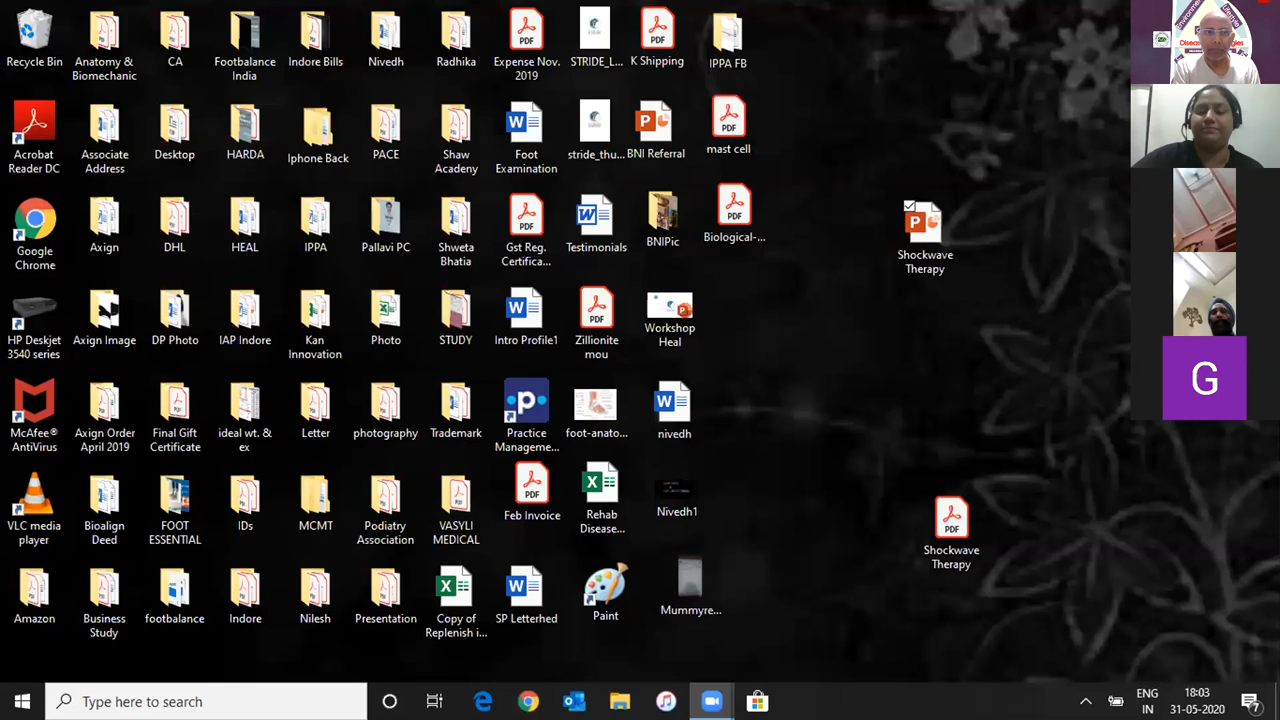 Recycle Bin
Anatomy &
Biomechanic
CA
Footbalance
India
Indore Bills
Nivedh
Radhika
Expense Nov.
2019
STRIDE_L...
K Shipping
IPPA FB
Acrobat
Reader DC
Associate
Address
Desktop
HARDA
Iphone Back
PACE
Shaw
Acadeny
Foot
Examination
stride_thu...
BNI Referral
mast cell
Google
Chrome
Axign
DHL
HEAL
IPPA
Pallavi PC
Shweta
Bhatia
Gst Reg.
Certifica...
Testimonials
BNIPic
Biological-...
Shockwave
Therapy
HP Deskjet
3540 series
Axign Image
DP Photo
IAP Indore
Kan
Innovation
Photo
STUDY
Intro Profile1
Zillionite
mou
Workshop
Heal
McAfee®
AntiVirus
Axign Order
April 2019
Final Gift
Certificate
ideal wt. &
ex
Letter
photography
Trademark
Practice
Manageme...
foot-anato...
nivedh
VLC media
player
Bioalign
Deed
FOOT
ESSENTIAL
IDs
MCMT
Podiatry
Association
VASYLI
MEDICAL
Feb Invoice
Rehab
Disease...
Nivedh1
Shockwave
Therapy
Amazon
Business
Study
footbalance
Indore
Nilesh
Presentation
Copy of
Replenish i...
SP Letterhed
Paint
Mummyre...
G
Type here to search
ENG
IN
18:03
31-05-2020
7